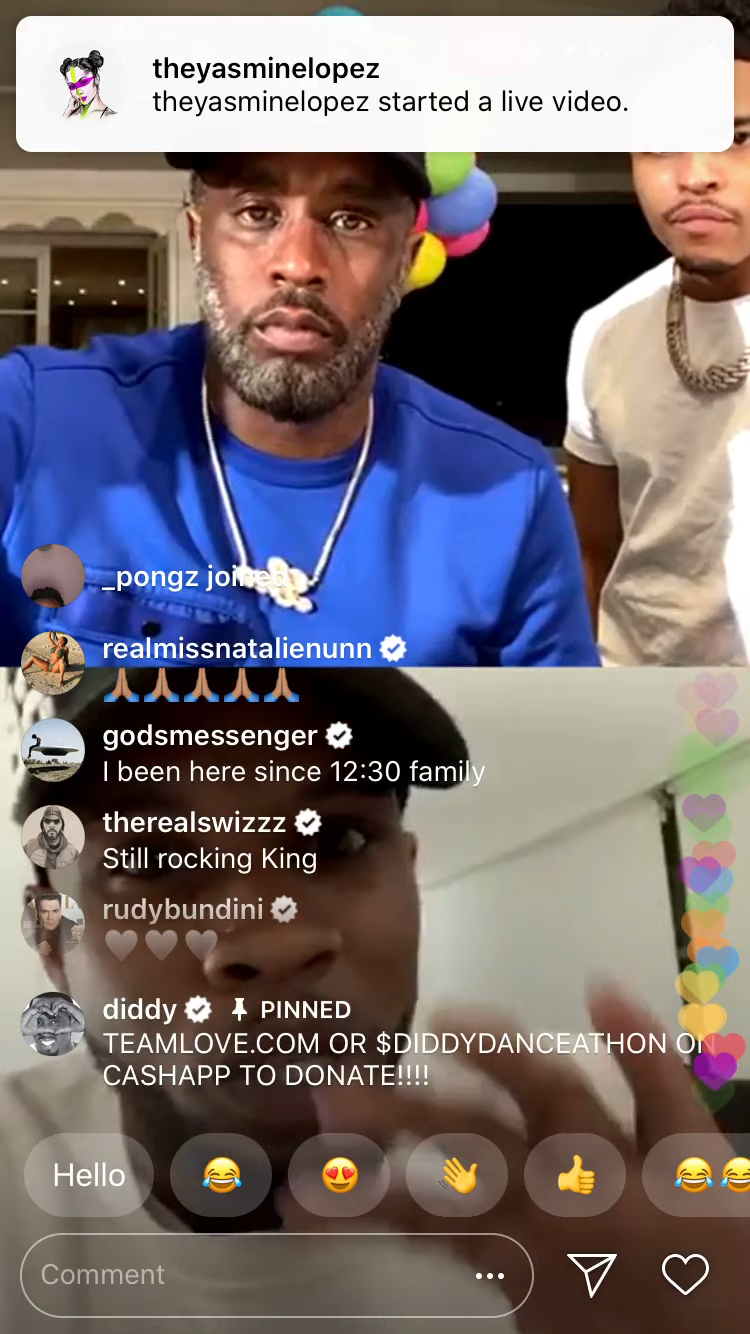 theyasminelopez
theyasminelopez started a live video.
_pongz joined
realmissnatalienunn
godsmessenger
I been here since 12:30 family
therealswizzz
Still rocking King
rudybundini
diddy PINNED
TEAMLOVE.COM OR $DIDDYDANCEATHON ON
CASHAPP TO DONATE!!!!
Hello
Comment